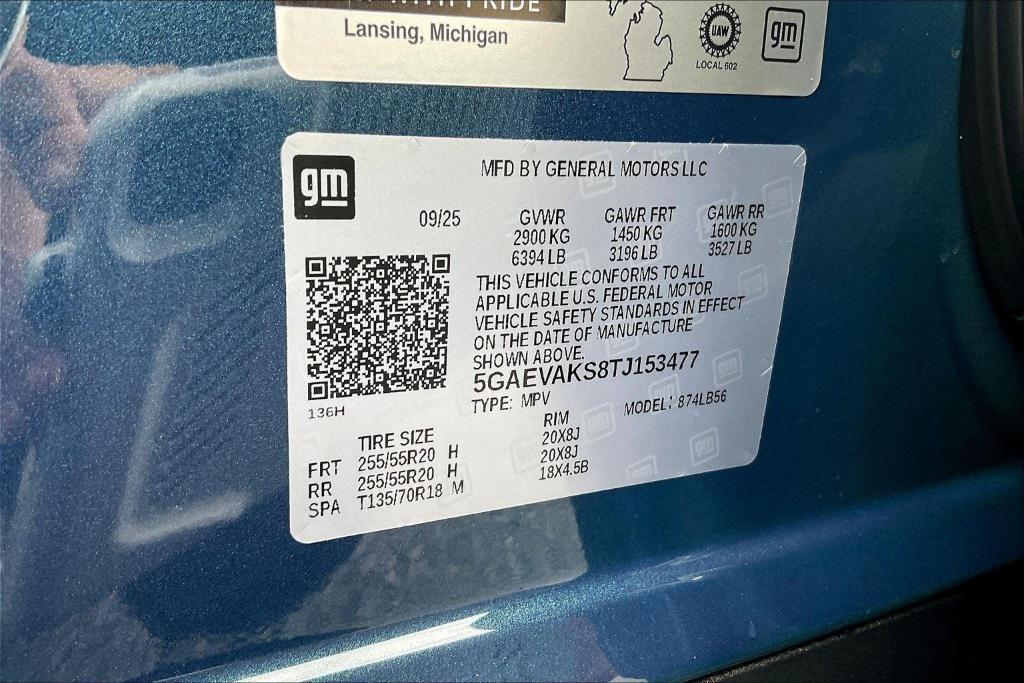 PRIDE
Lansing, Michigan
UAW
LOCAL 602
gm
gm
MFD BY GENERAL MOTORS LLC
09/25
GVWR GAWR FRT GAWR RR
2900 KG 1450 KG 1600 KG
6394 LB 3196 LB 3527 LB
THIS VEHICLE CONFORMS TO ALL
APPLICABLE U.S. FEDERAL MOTOR
VEHICLE SAFETY STANDARDS IN EFFECT
ON THE DATE OF MANUFACTURE
SHOWN ABOVE.
5GAEVAKS8TJ153477
136H
TYPE: MPV MODEL: 874LB56
TIRE SIZE RIM
FRT 255/55R20 H 20X8J
RR 255/55R20 H 20X8J
SPA T135/70R18 M 18X4.5B